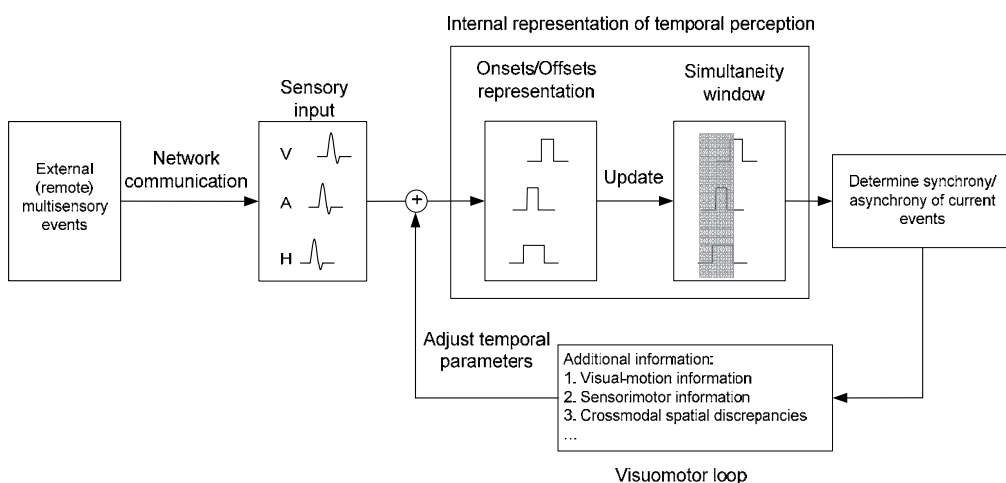 Internal representation of temporal perception
Onsets/Offsets
representation
Simultaneity
window
Sensory
input
External
(remote)
multisensory
events
Network
communication
V
A
H
+
Update
Determine synchrony/
asynchrony of current
events
Adjust temporal
parameters
Additional information:
1. Visual-motion information
2. Sensorimotor information
3. Crossmodal spatial discrepancies
...
Visuomotor loop